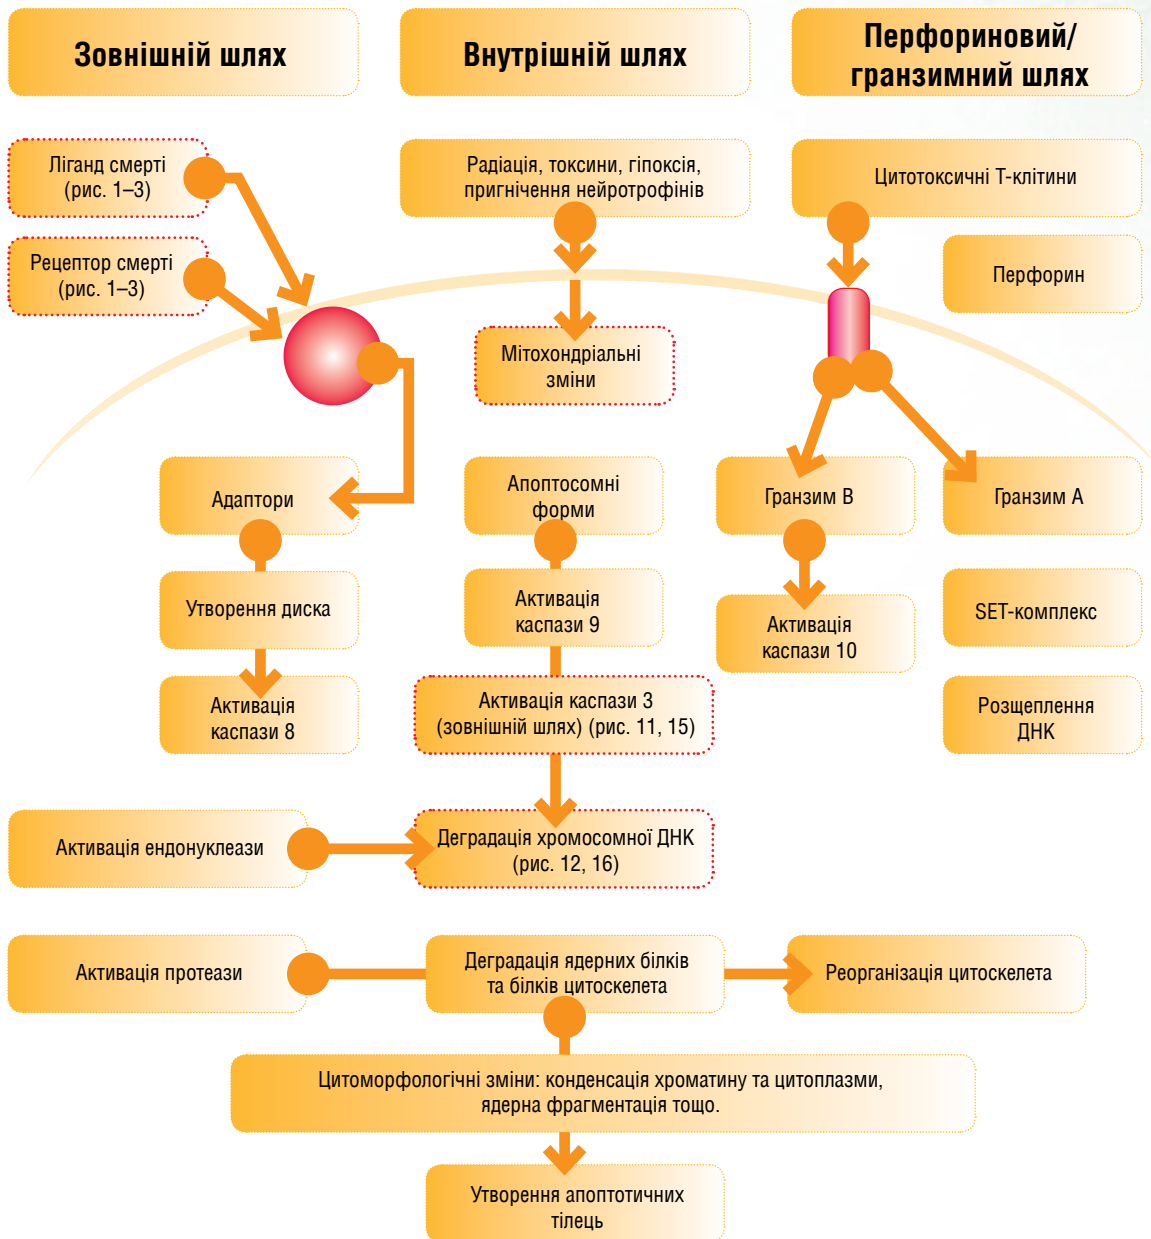 Зовнішній шлях
Внутрішній шлях
Перфориновий/
гранзимний шлях
Ліганд смерті
(рис. 1–3)
Радіація, токсини, гіпоксія,
пригнічення нейротрофінів
Цитотоксичні Т-клітини
Рецептор смерті
(рис. 1–3)
Перфорин
Мітохондріальні
зміни
Адаптори
Апоптосомні
форми
Гранзим B
Гранзим А
Утворення диска
Активація
каспази 9
Активація
каспази 10
SET-комплекс
Активація
каспази 8
Активація каспази 3
(зовнішній шлях) (рис. 11, 15)
Розщеплення
ДНК
Активація ендонуклеази
Деградація хромосомної ДНК
(рис. 12, 16)
Активація протеази
Деградація ядерних білків
та білків цитоскелета
Реорганізація цитоскелета
Цитоморфологічні зміни: конденсація хроматину та цитоплазми,
ядерна фрагментація тощо.
Утворення апоптотичних
тілець